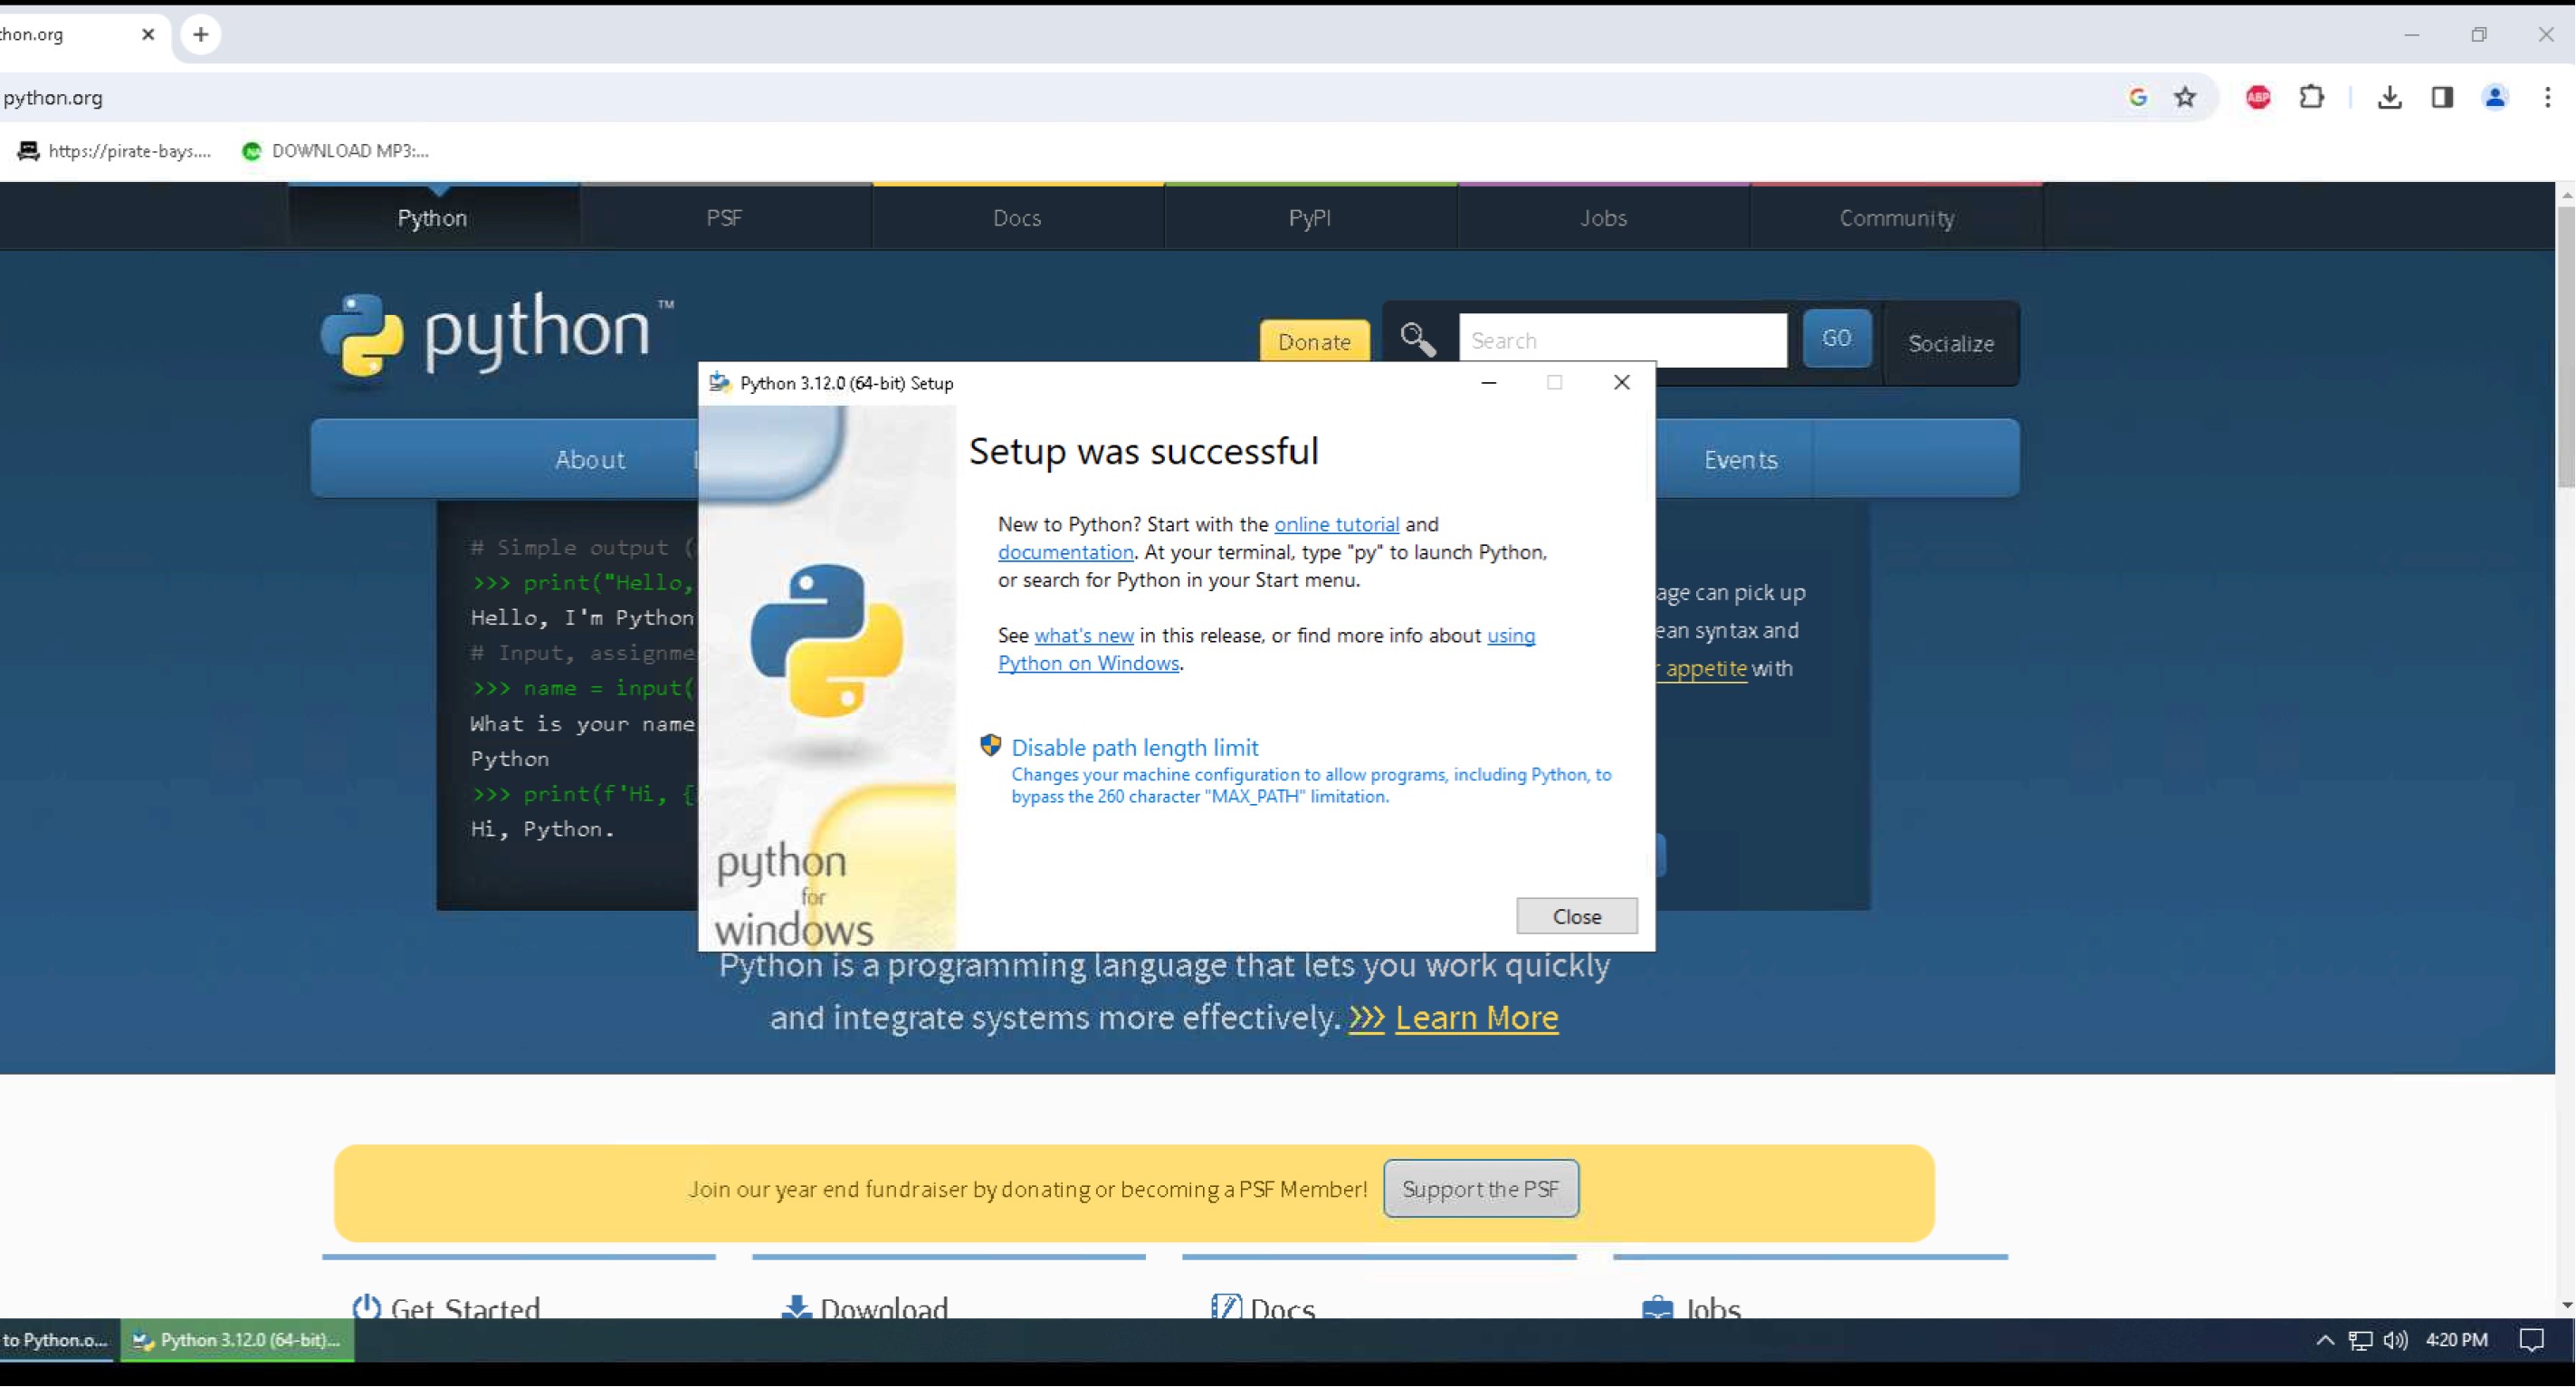 thon.org
python.org
https://pirate-bays....
DOWNLOAD MP3:...
Python
PSF
Docs
PyPI
Jobs
Community
python™
Donate
Search
GO
Socialize
About
Events
Python 3.12.0 (64-bit) Setup
Setup was successful
New to Python? Start with the online tutorial and
documentation. At your terminal, type "py" to launch Python,
or search for Python in your Start menu.
See what's new in this release, or find more info about using
Python on Windows.
Disable path length limit
Changes your machine configuration to allow programs, including Python, to
bypass the 260 character "MAX_PATH" limitation.
python
for
windows
Close
# Simple output (
>>> print("Hello,
Hello, I'm Python
# Input, assignme
>>> name = input(
What is your name
Python
>>> print(f'Hi, {
Hi, Python.
age can pick up
ean syntax and
r appetite with
Python is a programming language that lets you work quickly
and integrate systems more effectively. >>> Learn More
Join our year end fundraiser by donating or becoming a PSF Member!
Support the PSF
Get Started
Download
Docs
Jobs
to Python.o...
Python 3.12.0 (64-bit)...
4:20 PM